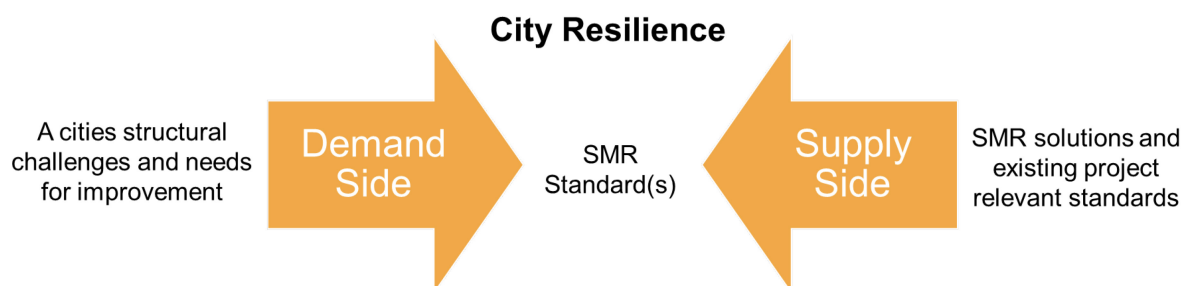 City Resilience
A cities structural
challenges and needs
for improvement
Demand
Side
SMR
Standard(s)
Supply
Side
SMR solutions and
existing project
relevant standards